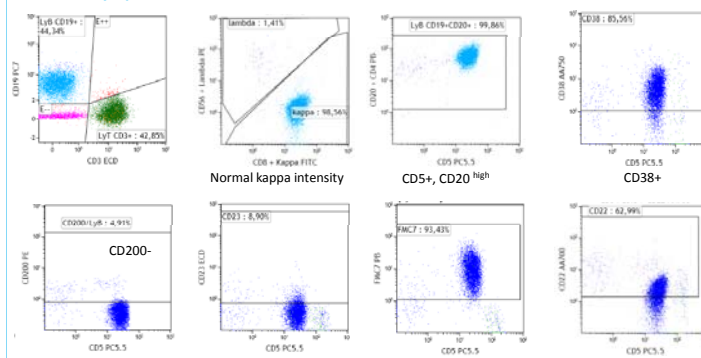 LyB CD19+ :
44,34%
E++
E--
LyT CD3+ : 42,85%
CD19 PC7
CD3 ECD
lambda : 1,41%
kappa : 98,56%
CD56 + Lambda PE
CD8 + Kappa FITC
Normal kappa intensity
LyB CD19+CD20+ : 99,86%
CD20 + CD4 PB
CD5 PC5.5
CD5+, CD20 high
CD38 : 85,56%
CD38 AA750
CD5 PC5.5
CD38+
CD200/LyB : 4,91%
CD200-
CD200 PE
CD5 PC5.5
CD23 : 8,90%
CD23 ECD
CD5 PC5.5
FMC7 : 93,43%
FMC7 PB
CD5 PC5.5
CD22 : 62,99%
CD22 AA700
CD5 PC5.5